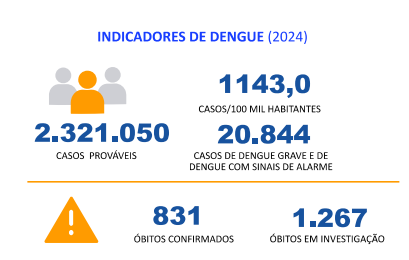 INDICADORES DE DENGUE (2024)
1143,0
CASOS/100 MIL HABITANTES
2.321.050
CASOS PROVÁVEIS
20.844
CASOS DE DENGUE GRAVE E DE
DENGUE COM SINAIS DE ALARME
831
ÓBITOS CONFIRMADOS
1.267
ÓBITOS EM INVESTIGAÇÃO